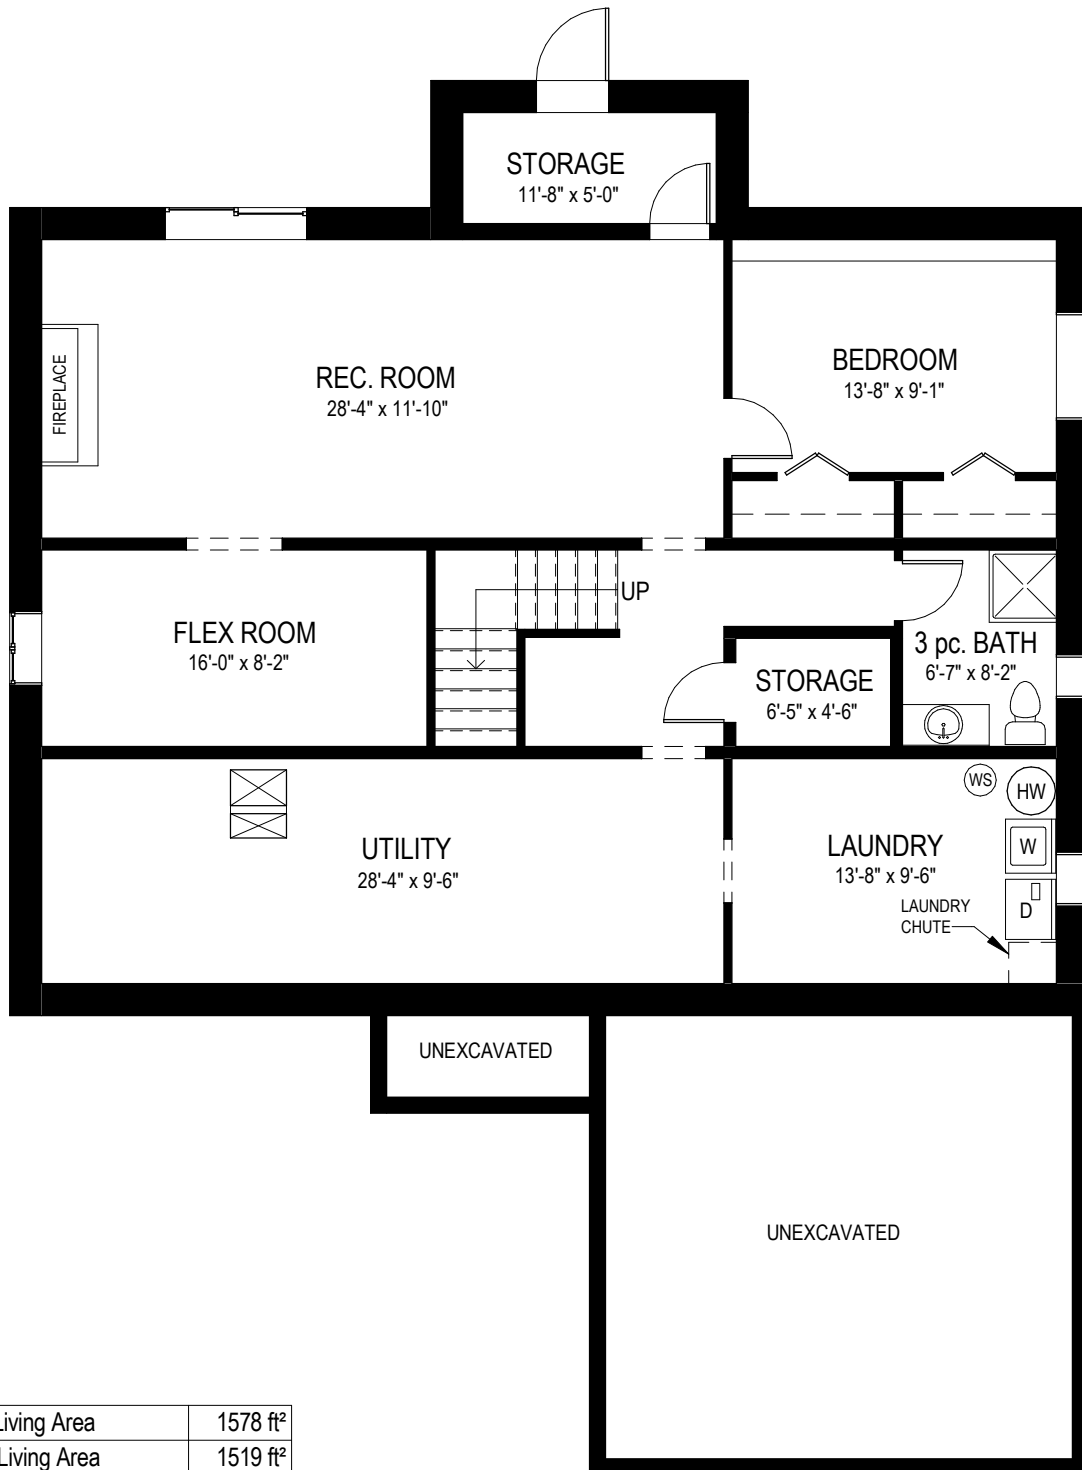 STORAGE
11'-8" x 5'-0"
REC. ROOM
28'-4" x 11'-10"
FIREPLACE
BEDROOM
13'-8" x 9'-1"
UP
FLEX ROOM
16'-0" x 8'-2"
3 pc. BATH
6'-7" x 8'-2"
STORAGE
6'-5" x 4'-6"
UTILITY
28'-4" x 9'-6"
LAUNDRY
13'-8" x 9'-6"
WS
HW
W
D
LAUNDRY
CHUTE
UNEXCAVATED
UNEXCAVATED
Living Area 1578 ft²
Living Area 1519 ft²